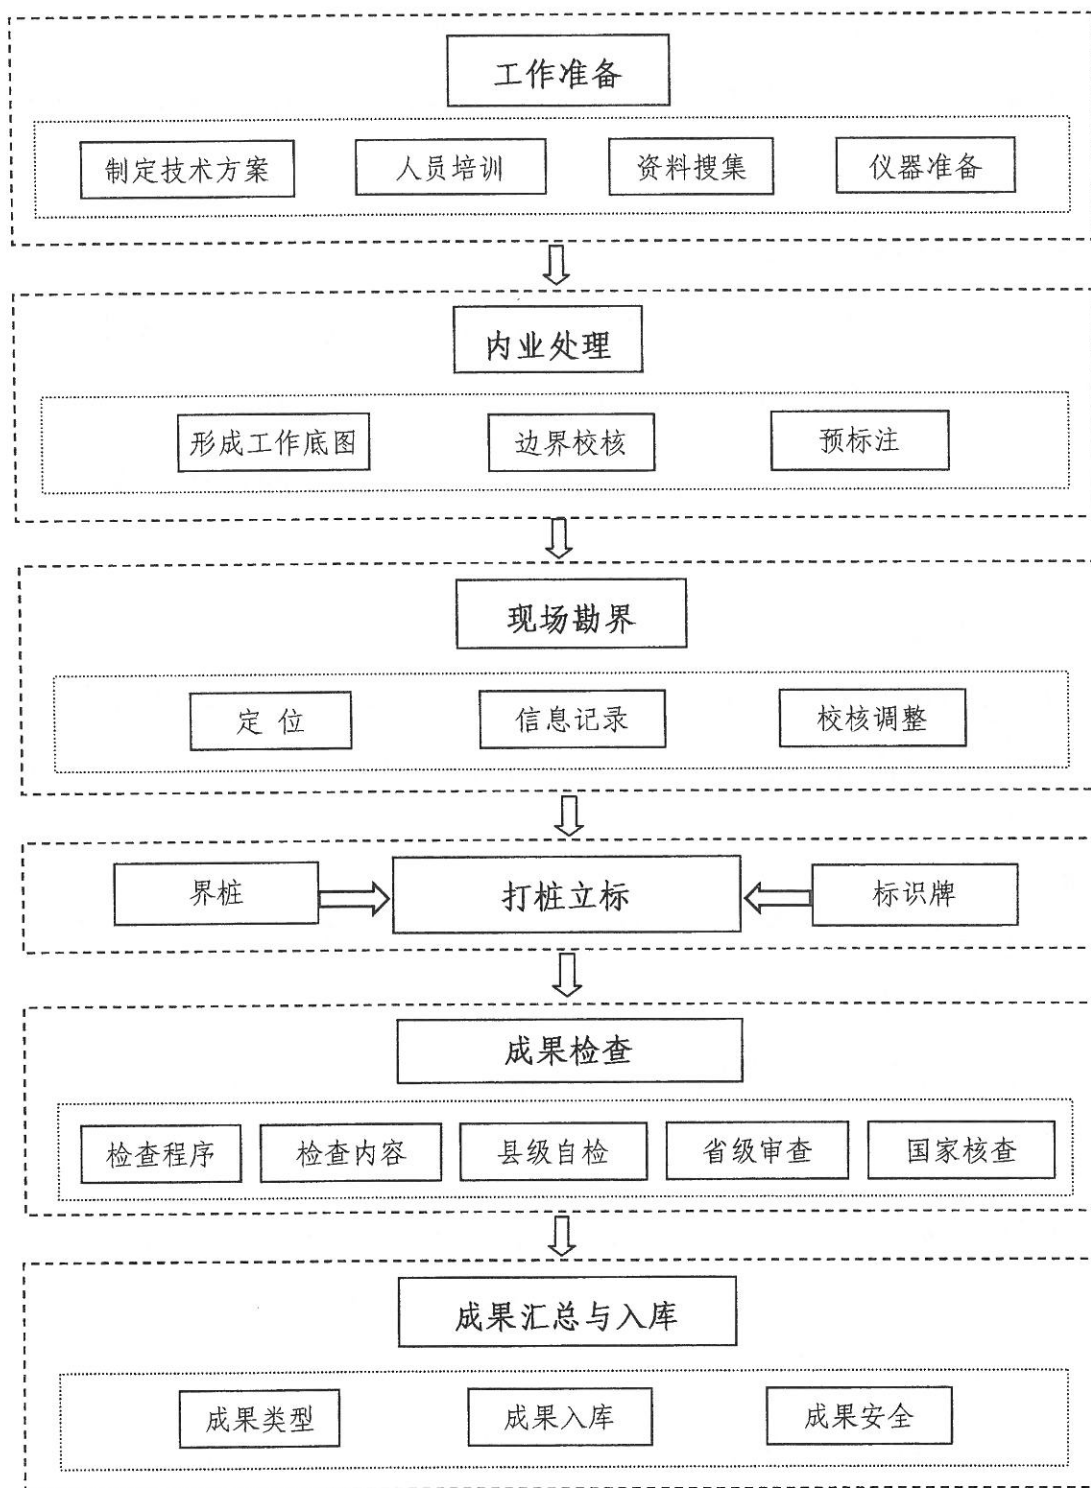 工作准备
制定技术方案
人员培训
资料搜集
仪器准备
内业处理
形成工作底图
边界校核
预标注
现场勘界
定 位
信息记录
校核调整
界桩
打桩立标
标识牌
成果检查
检查程序
检查内容
县级自检
省级审查
国家核查
成果汇总与入库
成果类型
成果入库
成果安全